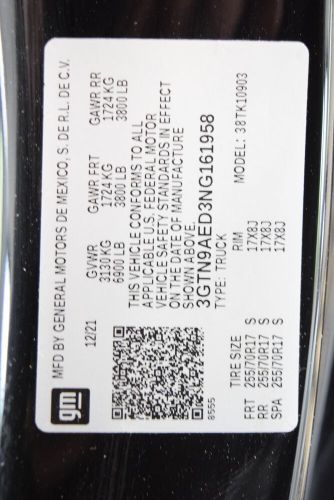 gm
MFD BY GENERAL MOTORS DE MEXICO, S. DE R.L. DE C.V.
12/21 GVWR GAWR FRT GAWR RR
3130 KG 1724 KG 1724 KG
6900 LB 3800 LB 3800 LB
THIS VEHICLE CONFORMS TO ALL
APPLICABLE U.S. FEDERAL MOTOR
VEHICLE SAFETY STANDARDS IN EFFECT
ON THE DATE OF MANUFACTURE
SHOWN ABOVE.
3GTN9AED3NG161958
TYPE: TRUCK MODEL: 38TK10903
8555
TIRE SIZE RIM
FRT 255/70R17 S 17X8J
RR 255/70R17 S 17X8J
SPA 255/70R17 S 17X8J